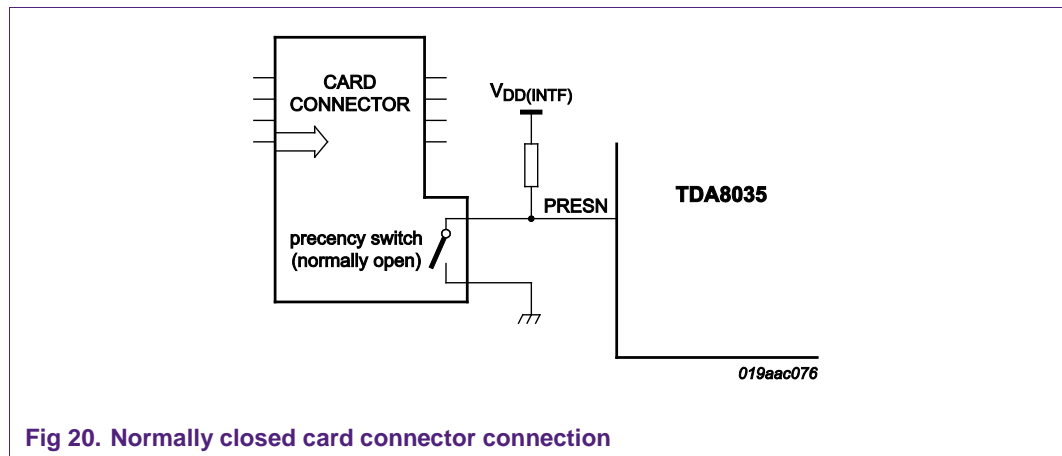 CARD
CONNECTOR
VDD(INTF)
PRESN
TDA8035
precency switch
(normally open)
019aac076
Fig 20. Normally closed card connector connection